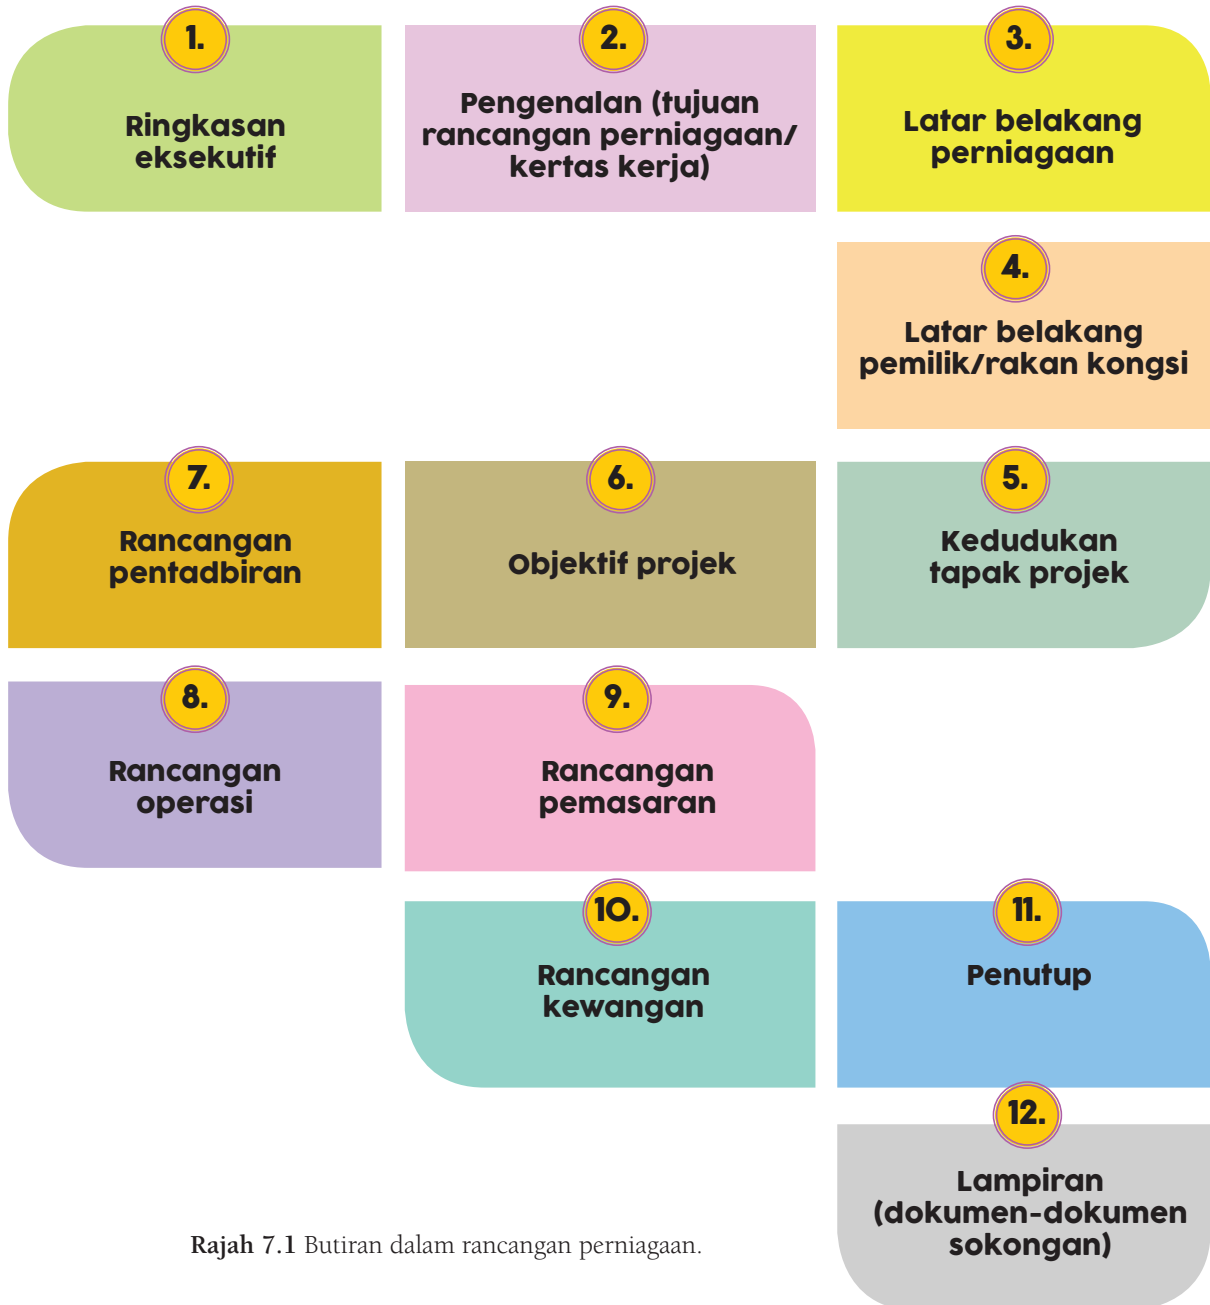 1.
Ringkasan
eksekutif
2.
Pengenalan (tujuan
rancangan perniagaan/
kertas kerja)
3.
Latar belakang
perniagaan
4.
Latar belakang
pemilik/rakan kongsi
5.
Kedudukan
tapak projek
6.
Objektif projek
7.
Rancangan
pentadbiran
8.
Rancangan
operasi
9.
Rancangan
pemasaran
10.
Rancangan
kewangan
11.
Penutup
12.
Lampiran
(dokumen-dokumen
sokongan)
Rajah 7.1 Butiran dalam rancangan perniagaan.